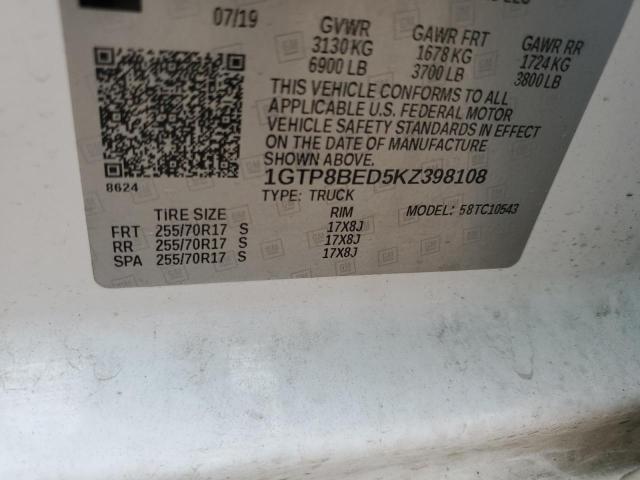 07/19
GVWR
3130 KG
6900 LB
GAWR FRT
1678 KG
3700 LB
GAWR RR
1724 KG
3800 LB
THIS VEHICLE CONFORMS TO ALL
APPLICABLE U.S. FEDERAL MOTOR
VEHICLE SAFETY STANDARDS IN EFFECT
ON THE DATE OF MANUFACTURE
SHOWN ABOVE.
8624
1GTP8BED5KZ398108
TYPE: TRUCK
MODEL: 58TC10543
TIRE SIZE RIM
FRT 255/70R17 S 17X8J
RR 255/70R17 S 17X8J
SPA 255/70R17 S 17X8J